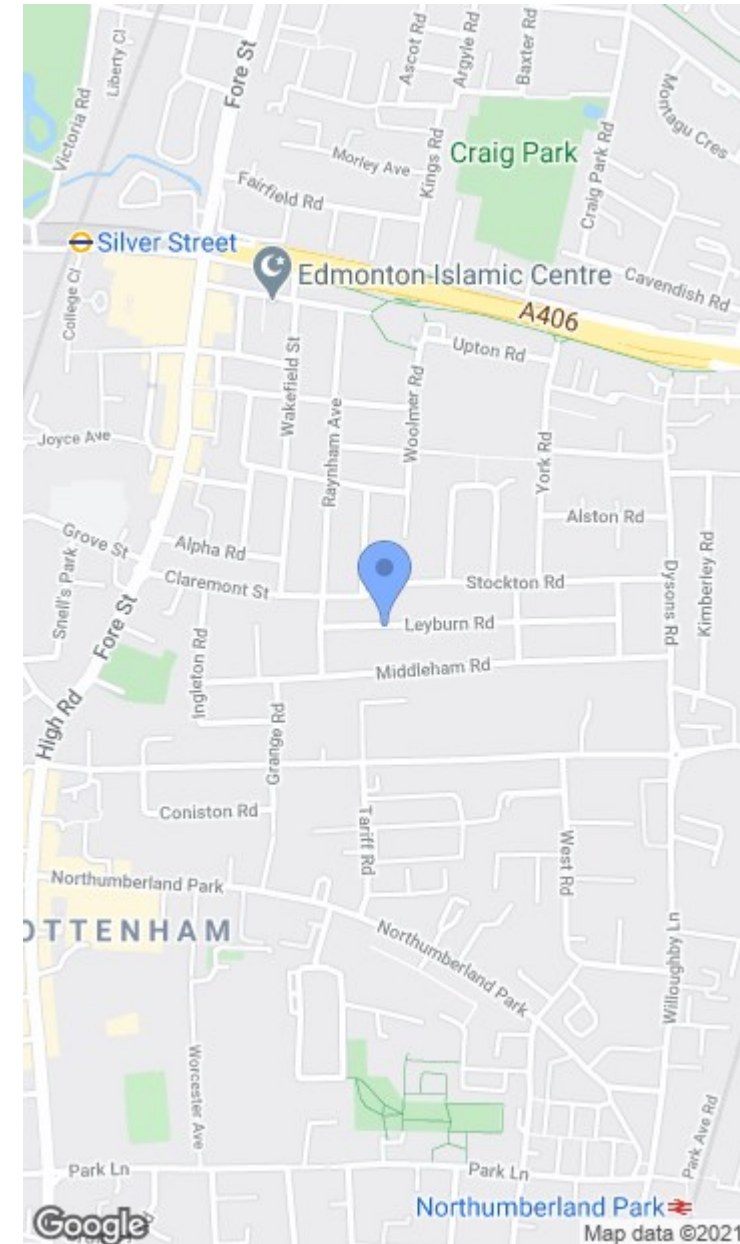 Liberty Cl
Fore St
Ascot Rd
Argyle Rd
Baxter Rd
Montagu Cres
Victoria Rd
Morley Ave
Kings Rd
Craig Park
Craig Park Rd
Fairfield Rd
Silver Street
Edmonton Islamic Centre
Cavendish Rd
College Cl
A406
Upton Rd
Wakefield St
Raynham Ave
Woolmer Rd
York Rd
Joyce Ave
Alston Rd
Grove St
Alpha Rd
Snell's Park
Claremont St
Stockton Rd
Dysons Rd
Kimberley Rd
Fore St
Leyburn Rd
Ingleton Rd
Middleham Rd
High Rd
Grange Rd
Coniston Rd
Tariff Rd
West Rd
Northumberland Park
OTTENHAM
Northumberland Park
Willoughby Ln
Worcester Ave
Park Ave Rd
Park Ln
Park Ln
Northumberland Park
Google
Map data ©2021